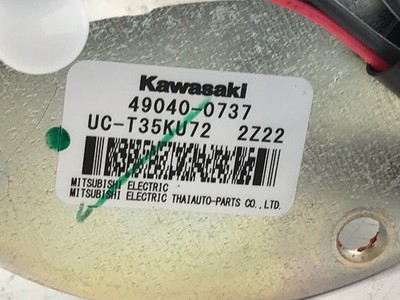 Kawasaki
49040-0737
UC-T35KU72 2Z22
MITSUBISHI ELECTRIC
MITSUBISHI ELECTRIC THAIAUTO-PARTS CO.,LTD.